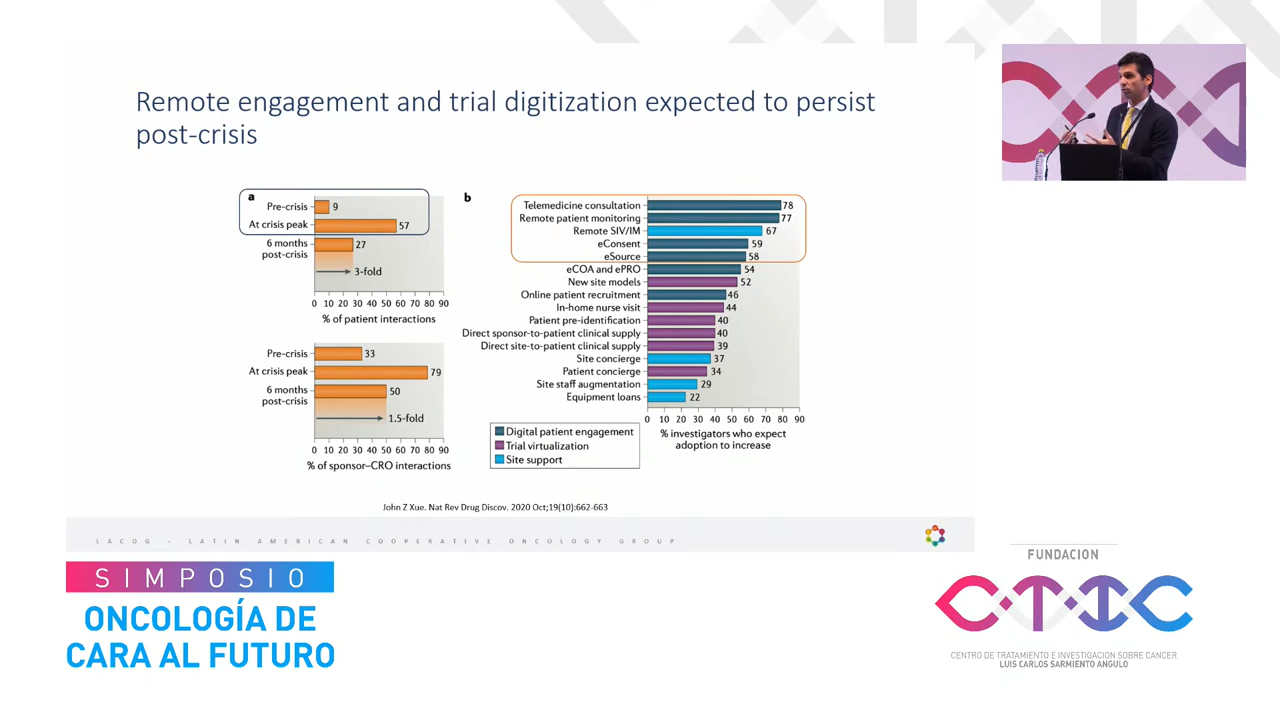 Remote engagement and trial digitization expected to persist
post-crisis
a
Pre-crisis 9
At crisis peak 57
6 months
post-crisis 27
3-fold
0 10 20 30 40 50 60 70 80 90
% of patient interactions
Pre-crisis 33
At crisis peak 79
6 months
post-crisis 50
1.5-fold
0 10 20 30 40 50 60 70 80 90
% of sponsor–CRO interactions
b
Telemedicine consultation 78
Remote patient monitoring 77
Remote SIV/IM 67
eConsent 59
eSource 58
eCOA and ePRO 54
New site models 52
Online patient recruitment 46
In-home nurse visit 44
Patient pre-identification 40
Direct sponsor-to-patient clinical supply 40
Direct site-to-patient clinical supply 39
Site concierge 37
Patient concierge 34
Site staff augmentation 29
Equipment loans 22
0 10 20 30 40 50 60 70 80 90
% investigators who expect
adoption to increase
Digital patient engagement
Trial virtualization
Site support
John Z Xue. Nat Rev Drug Discov. 2020 Oct;19(10):662-663
LACOG - LATIN AMERICAN COOPERATIVE ONCOLOGY GROUP
SIMPOSIO
ONCOLOGÍA DE
CARA AL FUTURO
FUNDACION
CTIC
CENTRO DE TRATAMIENTO E INVESTIGACION SOBRE CANCER
LUIS CARLOS SARMIENTO ANGULO